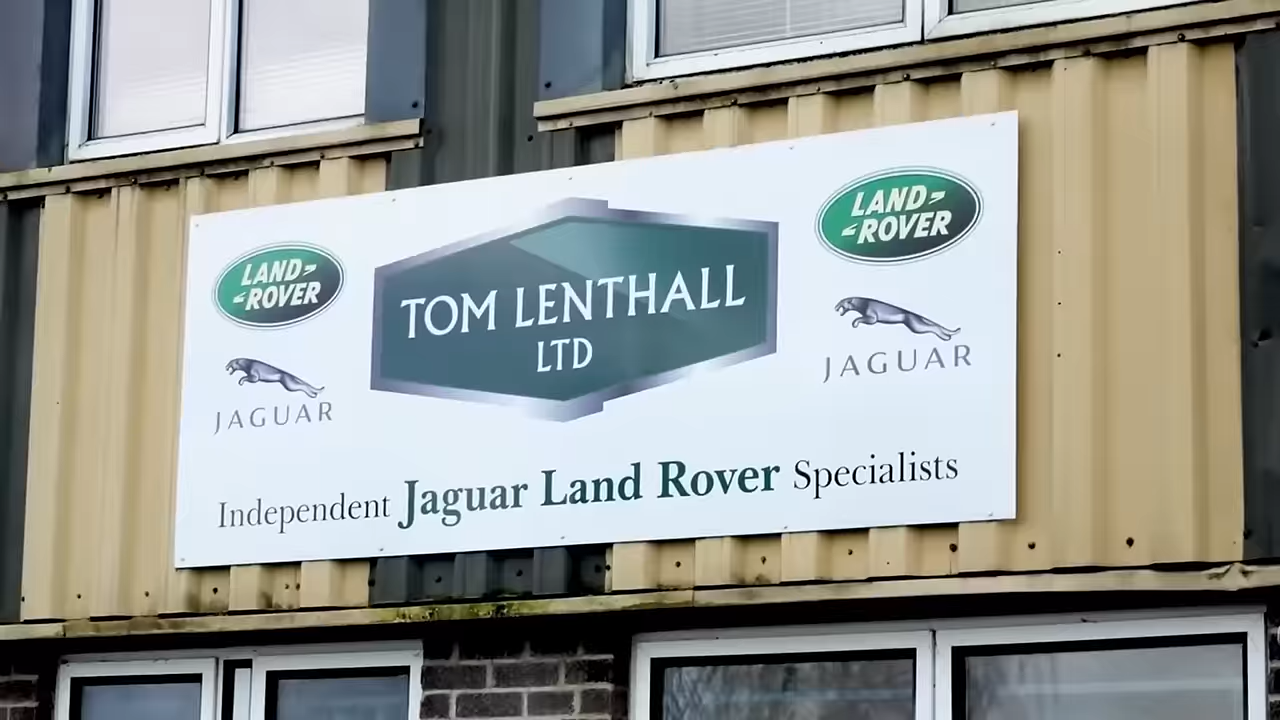 LAND
ROVER
JAGUAR
TOM LENTHALL
LTD
LAND
ROVER
JAGUAR
Independent Jaguar Land Rover Specialists